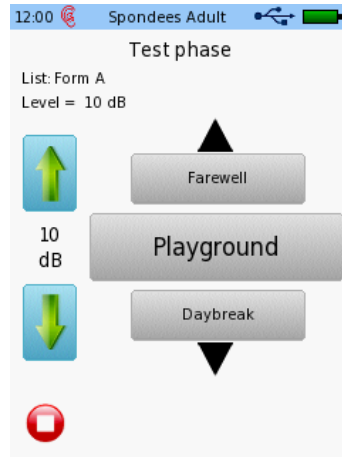 12:00 Spondees Adult
Test phase
List: Form A
Level = 10 dB
Farewell
10
dB
Playground
Daybreak